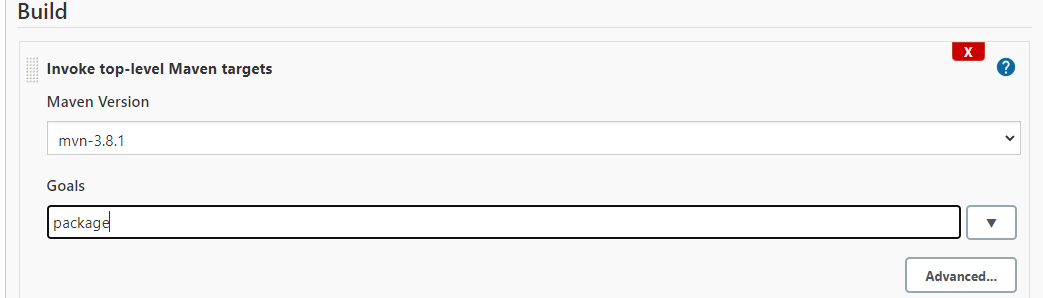 Build
X
Invoke top-level Maven targets
?
Maven Version
mvn-3.8.1
Goals
package
Advanced...